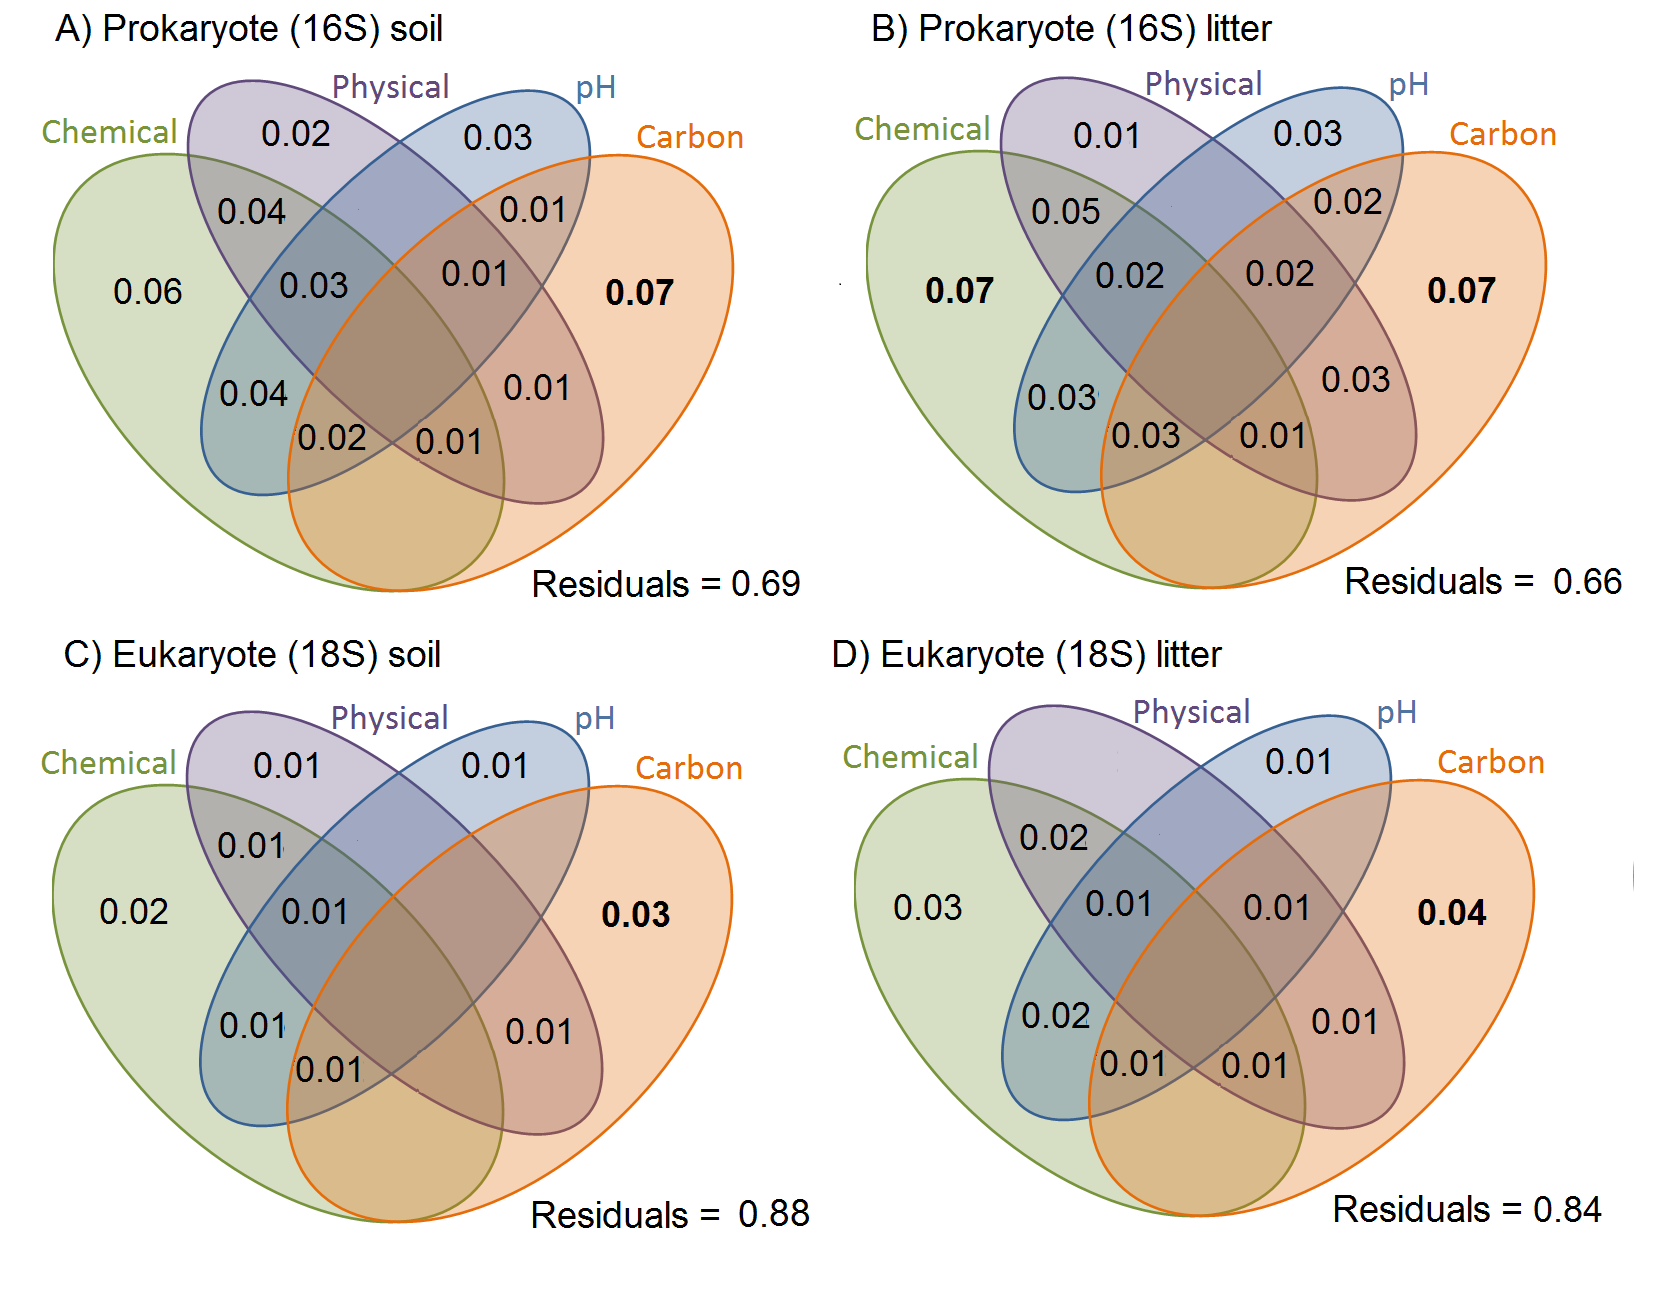 A) Prokaryote (16S) soil
Physical
pH
Chemical
Carbon
0.02
0.03
0.04
0.01
0.06
0.03
0.01
0.07
0.04
0.01
0.02
0.01
Residuals = 0.69
B) Prokaryote (16S) litter
Physical
pH
Chemical
Carbon
0.01
0.03
0.05
0.02
0.07
0.02
0.02
0.07
0.03
0.03
0.03
0.01
Residuals = 0.66
C) Eukaryote (18S) soil
Physical
pH
Chemical
Carbon
0.01
0.01
0.01
0.02
0.01
0.03
0.01
0.01
0.01
Residuals = 0.88
D) Eukaryote (18S) litter
Physical
pH
Chemical
Carbon
0.01
0.02
0.03
0.01
0.01
0.04
0.02
0.01
0.01
0.01
Residuals = 0.84